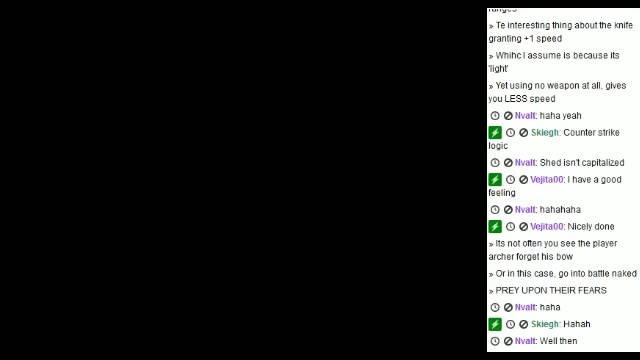 ranges
» Te interesting thing about the knife
granting +1 speed
» Whihc I assume is because its
'light'
» Yet using no weapon at all, gives
you LESS speed
Nvalt: haha yeah
Skiegh: Counter strike
logic
Nvalt: Shed isn't capitalized
Vejita00: I have a good
feeling
Nvalt: hahahaha
Vejita00: Nicely done
» Its not often you see the player
archer forget his bow
» Or in this case, go into battle naked
» PREY UPON THEIR FEARS
Nvalt: haha
Skiegh: Hahah
Nvalt: Well then